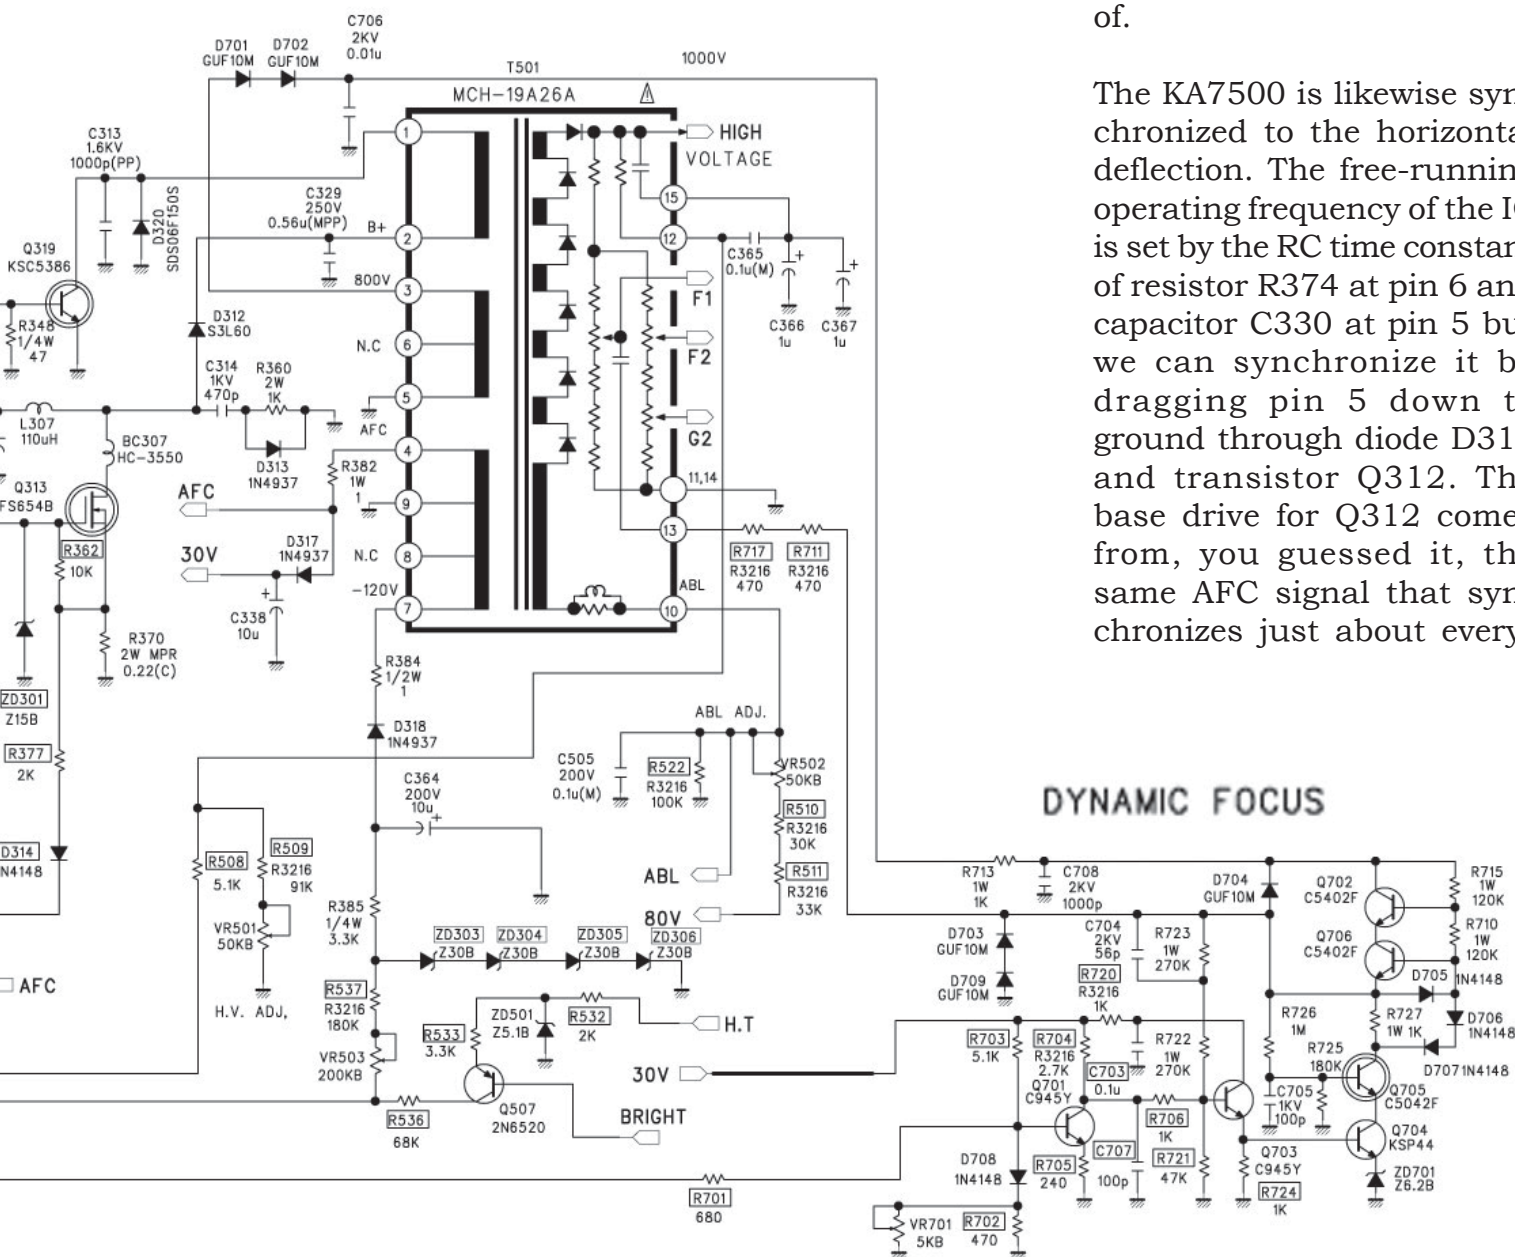 of.
The KA7500 is likewise syn
chronized to the horizonta
deflection. The free-runnin
operating frequency of the I
is set by the RC time constan
of resistor R374 at pin 6 an
capacitor C330 at pin 5 bu
we can synchronize it b
dragging pin 5 down t
ground through diode D31
and transistor Q312. Th
base drive for Q312 come
from, you guessed it, th
same AFC signal that syn
chronizes just about every
C706
2KV
0.01u
D701
GUF10M
D702
GUF10M
T501
1000V
MCH-19A26A
1
HIGH
VOLTAGE
C313
1.6KV
1000p(PP)
D320
SDS06F150S
C329
250V
0.56u(MPP)
B+
2
15
12
C365
0.1u(M)
+
+
Q319
KSC5386
800V
3
F1
C366
1u
C367
1u
R348
1/4W
47
D312
S3L60
N.C
6
F2
C314
1KV
470p
R360
2W
1K
5
AFC
G2
L307
110uH
BC307
HC-3550
D313
1N4937
4
R382
1W
1
11,14
Q313
FS654B
AFC
9
13
R717
R3216
470
R711
R3216
470
R362
10K
30V
D317
1N4937
N.C
8
-120V
7
ABL
10
+
C338
10u
R370
2W MPR
0.22(C)
R384
1/2W
1
ZD301
Z15B
D318
1N4937
ABL ADJ.
R377
2K
C364
200V
10u
+
C505
200V
0.1u(M)
R522
R3216
100K
VR502
50KB
R510
R3216
30K
DYNAMIC FOCUS
D314
N4148
R508
5.1K
R509
R3216
91K
ABL
R511
R3216
33K
80V
VR501
50KB
R385
1/4W
3.3K
H.V. ADJ,
AFC
ZD303
Z30B
ZD304
Z30B
ZD305
Z30B
ZD306
Z30B
R537
R3216
180K
R533
3.3K
ZD501
Z5.1B
R532
2K
H.T
VR503
200KB
30V
R536
68K
Q507
2N6520
BRIGHT
R701
680
R713
1W
1K
C708
2KV
1000p
D704
GUF10M
Q702
C5402F
R715
1W
120K
D703
GUF10M
C704
2KV
56p
R723
1W
270K
Q706
C5402F
R710
1W
120K
D709
GUF10M
R720
R3216
1K
D705
1N4148
R726
1M
R727
1W 1K
D706
1N4148
R703
5.1K
R704
R3216
2.7K
R722
1W
270K
R725
180K
D707 1N4148
C703
0.1u
Q701
C945Y
C705
1KV
100p
Q705
C5042F
R706
1K
Q704
KSP44
D708
1N4148
R705
240
C707
100p
R721
47K
Q703
C945Y
R724
1K
ZD701
Z6.2B
VR701
5KB
R702
470